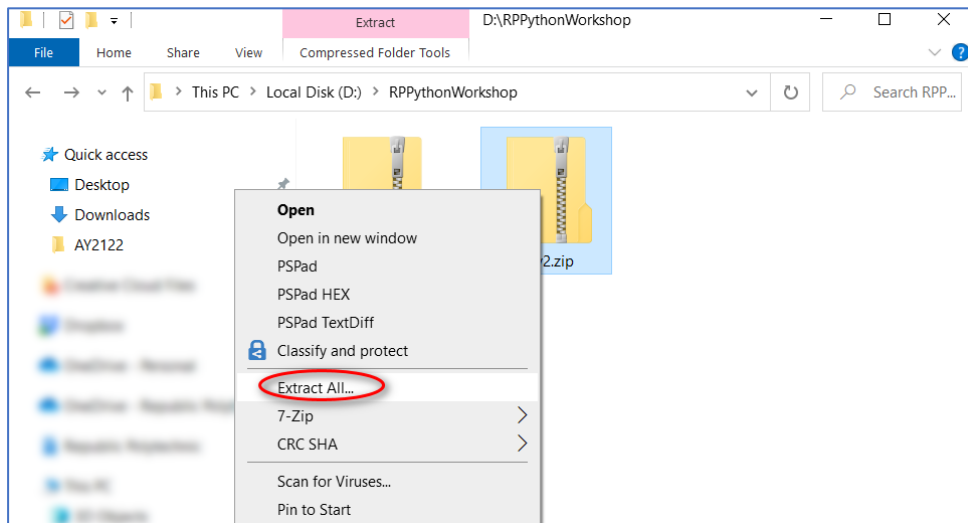 Extract
D:\RPPythonWorkshop
File Home Share View Compressed Folder Tools
This PC > Local Disk (D:) > RPPythonWorkshop
Search RPP...
Quick access
Desktop
Downloads
AY2122
Open
Open in new window
PSPad
PSPad HEX
PSPad TextDiff
Classify and protect
Extract All...
7-Zip
CRC SHA
Scan for Viruses...
Pin to Start
2.zip